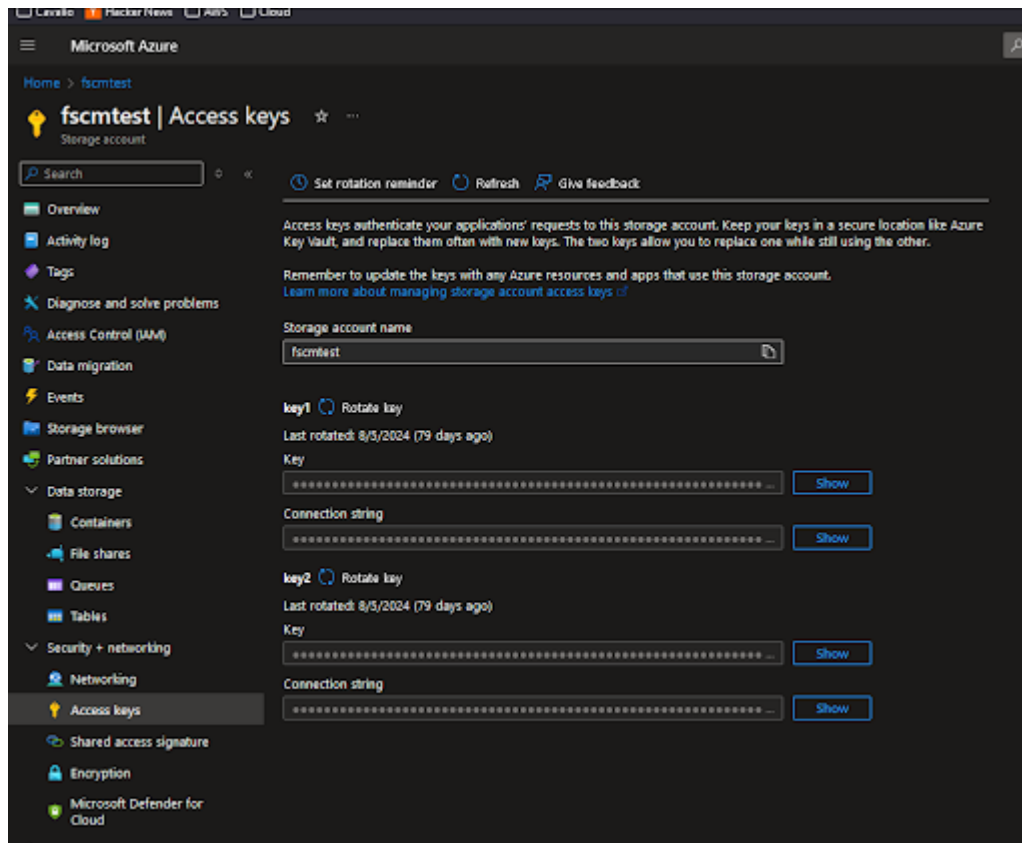 Cavalio Hacker News AWS Cloud
Microsoft Azure
Home > fscmtest
fscmtest | Access keys
Storage account
Search
Set rotation reminder Refresh Give feedback
Overview
Activity log
Tags
Diagnose and solve problems
Access Control (IAM)
Data migration
Events
Storage browser
Partner solutions
Data storage
Containers
File shares
Queues
Tables
Security + networking
Networking
Access keys
Shared access signature
Encryption
Microsoft Defender for
Cloud
Access keys authenticate your applications' requests to this storage account. Keep your keys in a secure location like Azure
Key Vault, and replace them often with new keys. The two keys allow you to replace one while still using the other.
Remember to update the keys with any Azure resources and apps that use this storage account.
Learn more about managing storage account access keys
Storage account name
fscmtest
key1 Rotate key
Last rotated: 8/5/2024 (79 days ago)
Key
Show
Connection string
Show
key2 Rotate key
Last rotated: 8/5/2024 (79 days ago)
Key
Show
Connection string
Show